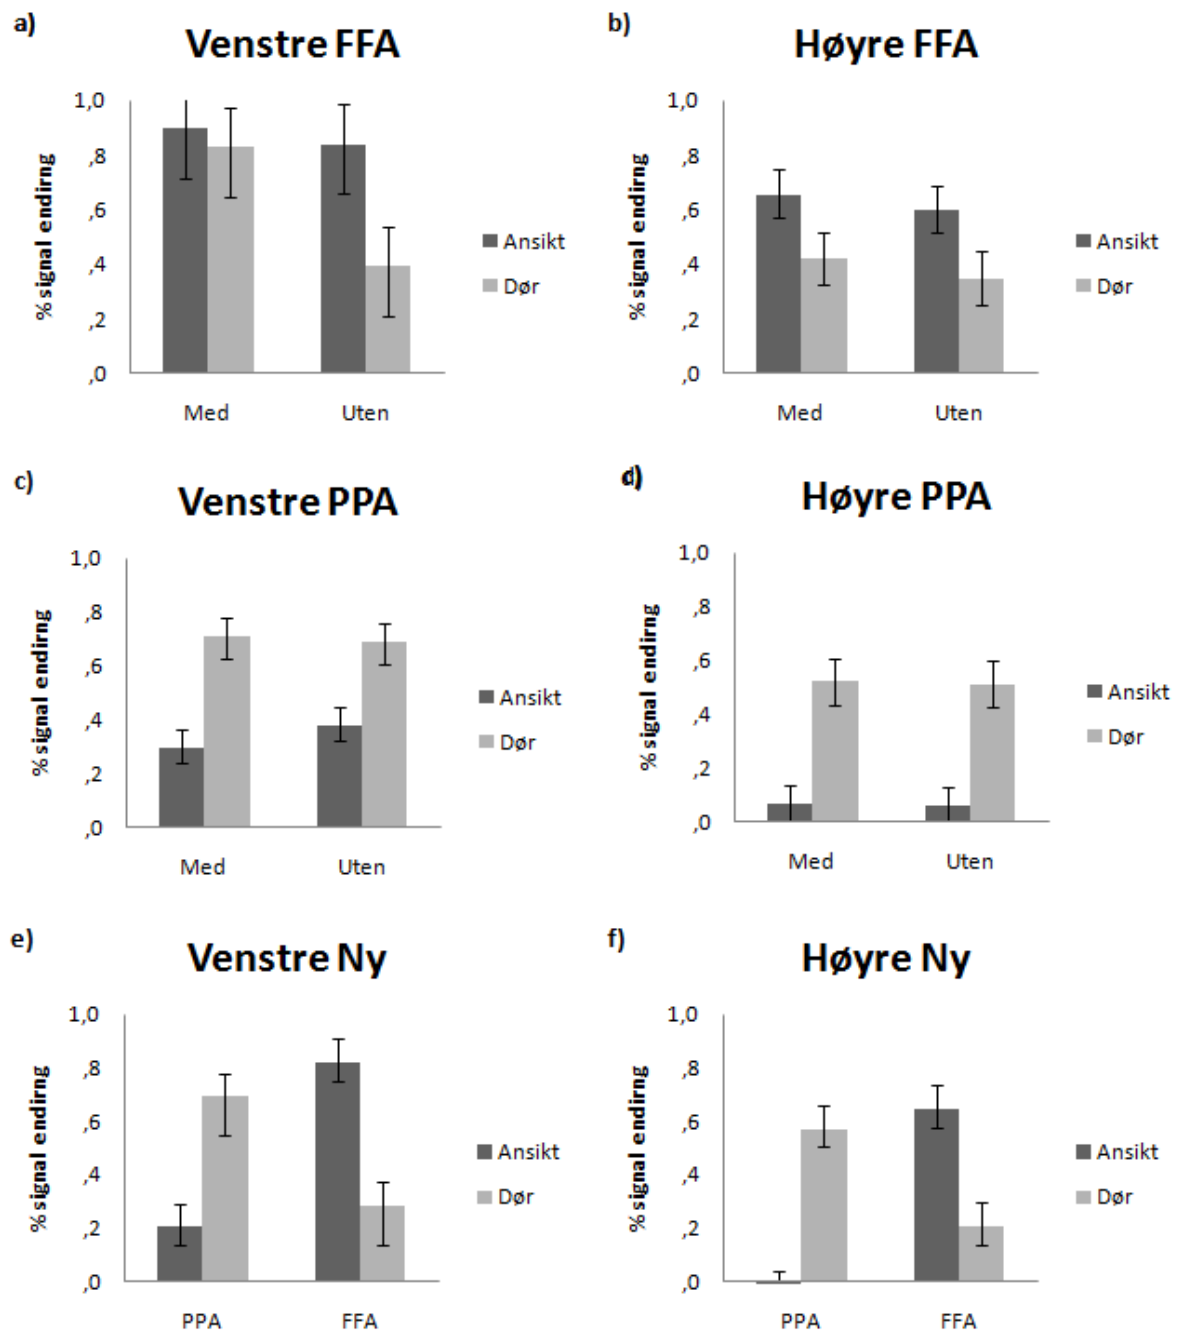 a)
Venstre FFA
1,0
,8
,6
,4
,2
,0
% signal endirng
Med
Uten
Ansikt
Dør
b)
Høyre FFA
1,0
,8
,6
,4
,2
,0
% signal endirng
Med
Uten
Ansikt
Dør
c)
Venstre PPA
1,0
,8
,6
,4
,2
,0
% signal endirng
Med
Uten
Ansikt
Dør
d)
Høyre PPA
1,0
,8
,6
,4
,2
,0
% signal endirng
Med
Uten
Ansikt
Dør
e)
Venstre Ny
1,0
,8
,6
,4
,2
,0
% signal endirng
PPA
FFA
Ansikt
Dør
f)
Høyre Ny
1,0
,8
,6
,4
,2
,0
% signal endirng
PPA
FFA
Ansikt
Dør